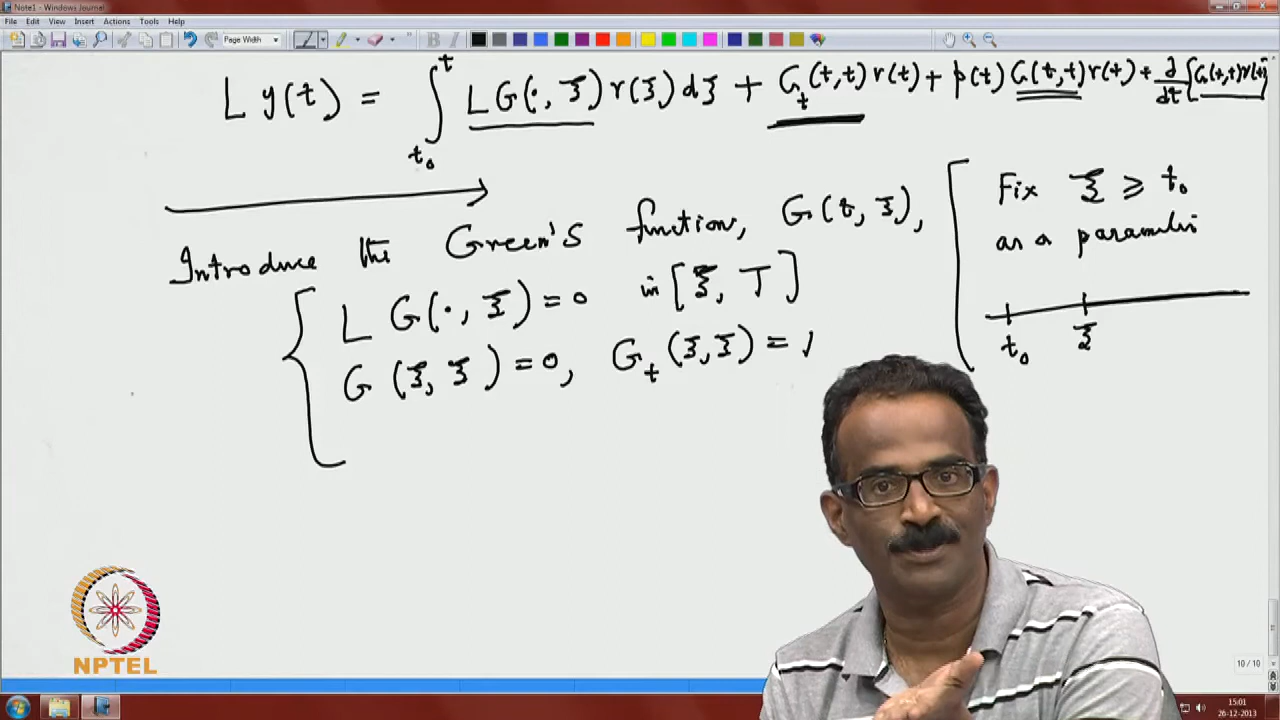 Note1 - Windows Journal
File Edit View Insert Actions Tools Help
Page Width
B I
L y(t) = ∫_{t₀}^{t} L G(·, ξ) r(ξ) dξ + G_t(t,t) r(t) + p(t) G(t,t) r(t) + d/dt [G(t,t) r(t)]
Introduce the Green's function, G(t, ξ),
L G(·, ξ) = 0 in [ξ, T]
G(ξ, ξ) = 0, G_t(ξ, ξ) = 1
Fix ξ ≥ t₀
as a parameter
t₀ ξ
NPTEL
10 / 10
15:01
26-12-2013